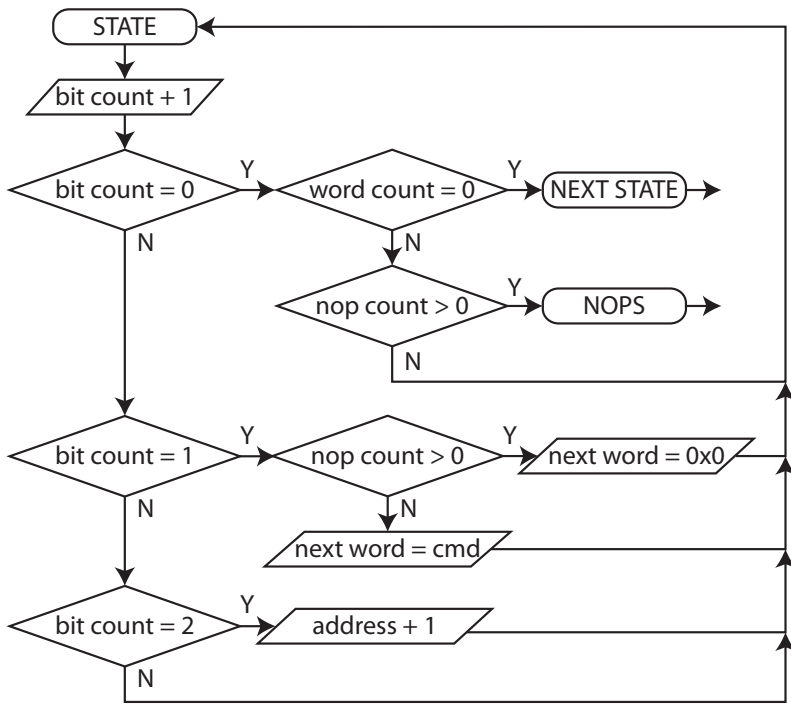 STATE
bit count + 1
bit count = 0
Y
word count = 0
Y
NEXT STATE
N
N
nop count > 0
Y
NOPS
N
bit count = 1
Y
nop count > 0
Y
next word = 0x0
N
N
next word = cmd
bit count = 2
Y
address + 1
N